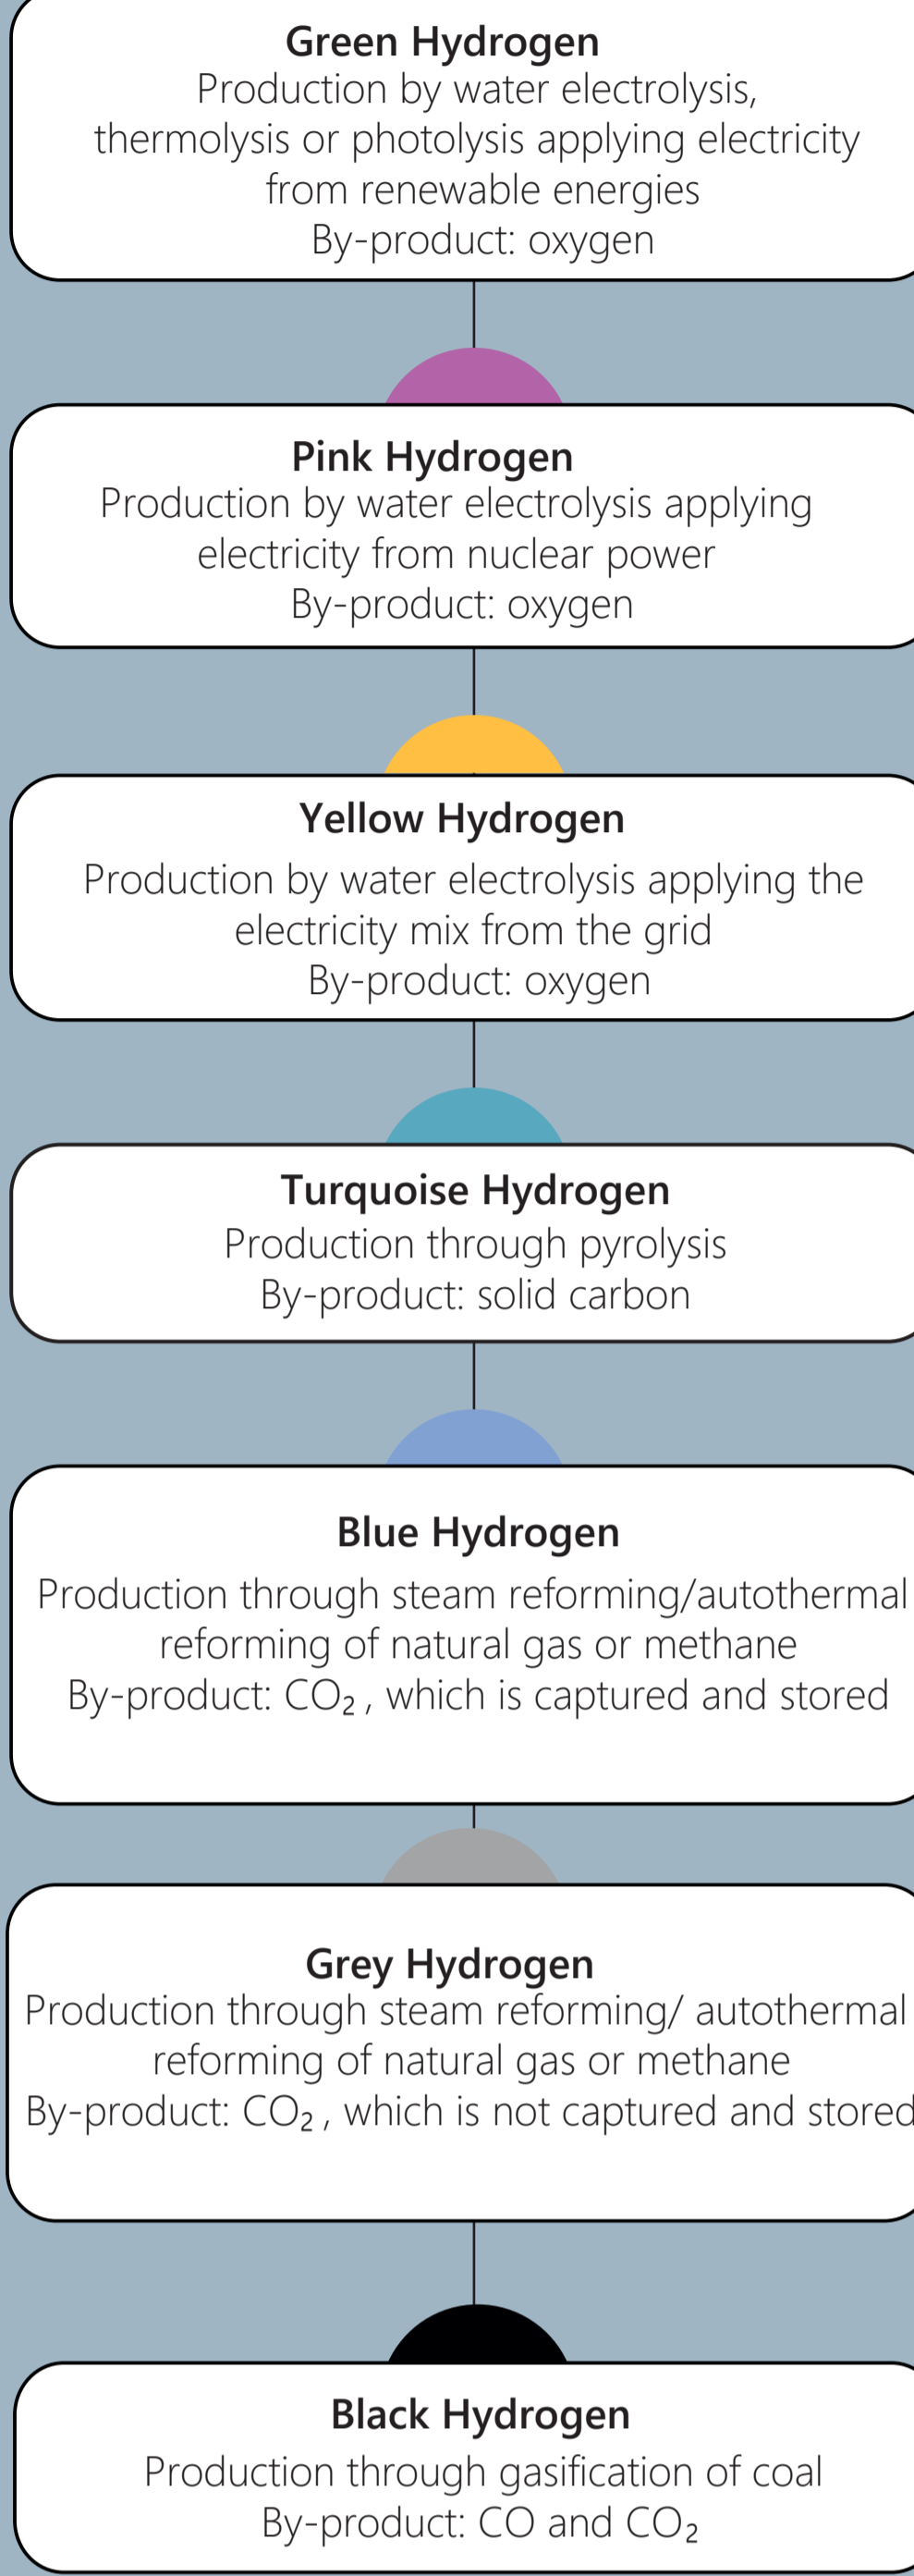 Green Hydrogen
Production by water electrolysis,
thermolysis or photolysis applying electricity
from renewable energies
By-product: oxygen
Pink Hydrogen
Production by water electrolysis applying
electricity from nuclear power
By-product: oxygen
Yellow Hydrogen
Production by water electrolysis applying the
electricity mix from the grid
By-product: oxygen
Turquoise Hydrogen
Production through pyrolysis
By-product: solid carbon
Blue Hydrogen
Production through steam reforming/autothermal
reforming of natural gas or methane
By-product: CO₂ , which is captured and stored
Grey Hydrogen
Production through steam reforming/ autothermal
reforming of natural gas or methane
By-product: CO₂ , which is not captured and stored
Black Hydrogen
Production through gasification of coal
By-product: CO and CO₂